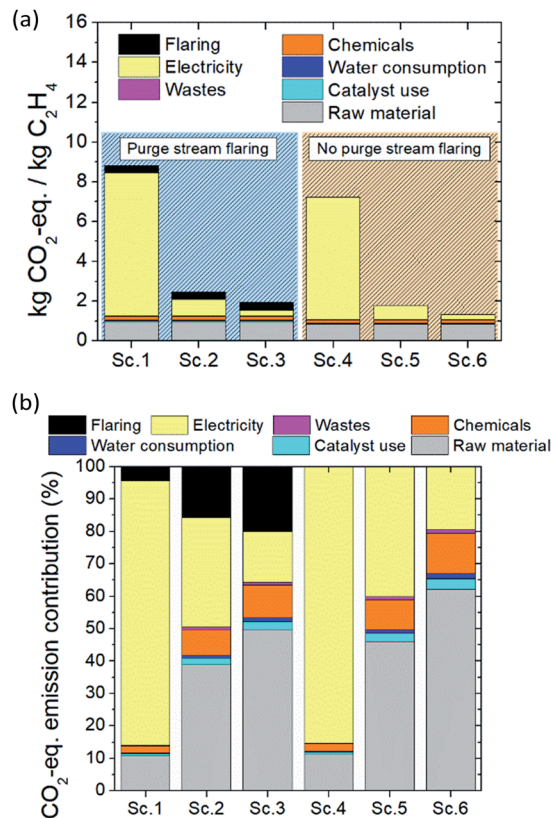 (a)
16
14
12
10
8
6
4
2
0
kg CO₂-eq. / kg C₂H₄
Flaring
Electricity
Wastes
Chemicals
Water consumption
Catalyst use
Raw material
Purge stream flaring
No purge stream flaring
Sc.1 Sc.2 Sc.3 Sc.4 Sc.5 Sc.6
(b)
Flaring Electricity Wastes Chemicals
Water consumption Catalyst use Raw material
100
90
80
70
60
50
40
30
20
10
0
CO₂-eq. emission contribution (%)
Sc.1 Sc.2 Sc.3 Sc.4 Sc.5 Sc.6